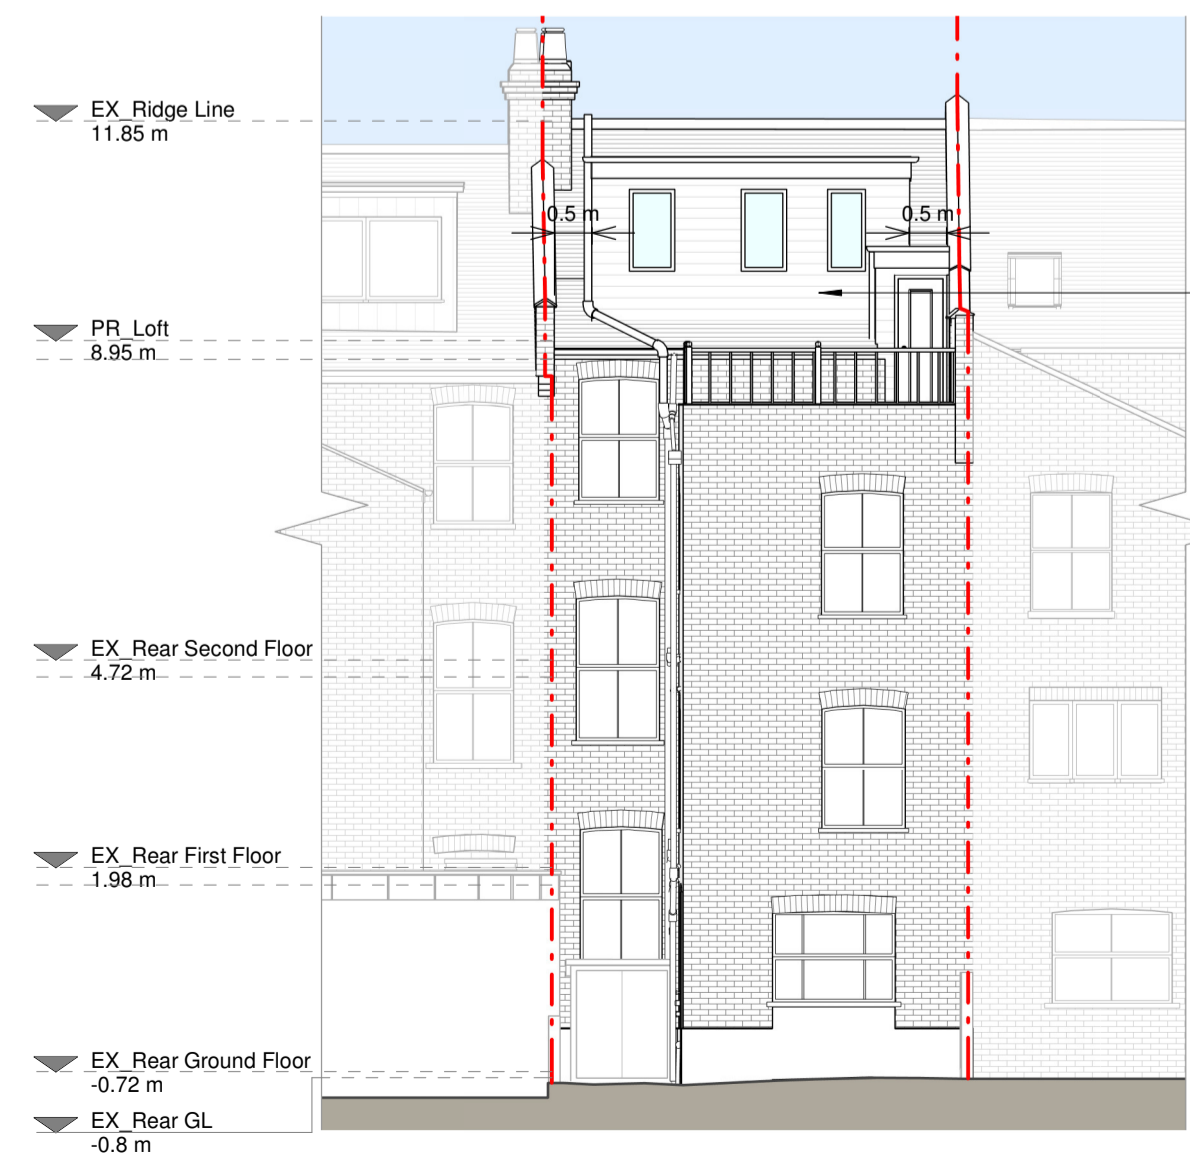 EX_Ridge Line
11.85 m
0.5 m
0.5 m
PR_Loft
8.95 m
EX_Rear Second Floor
4.72 m
EX_Rear First Floor
1.98 m
EX_Rear Ground Floor
-0.72 m
EX_Rear GL
-0.8 m